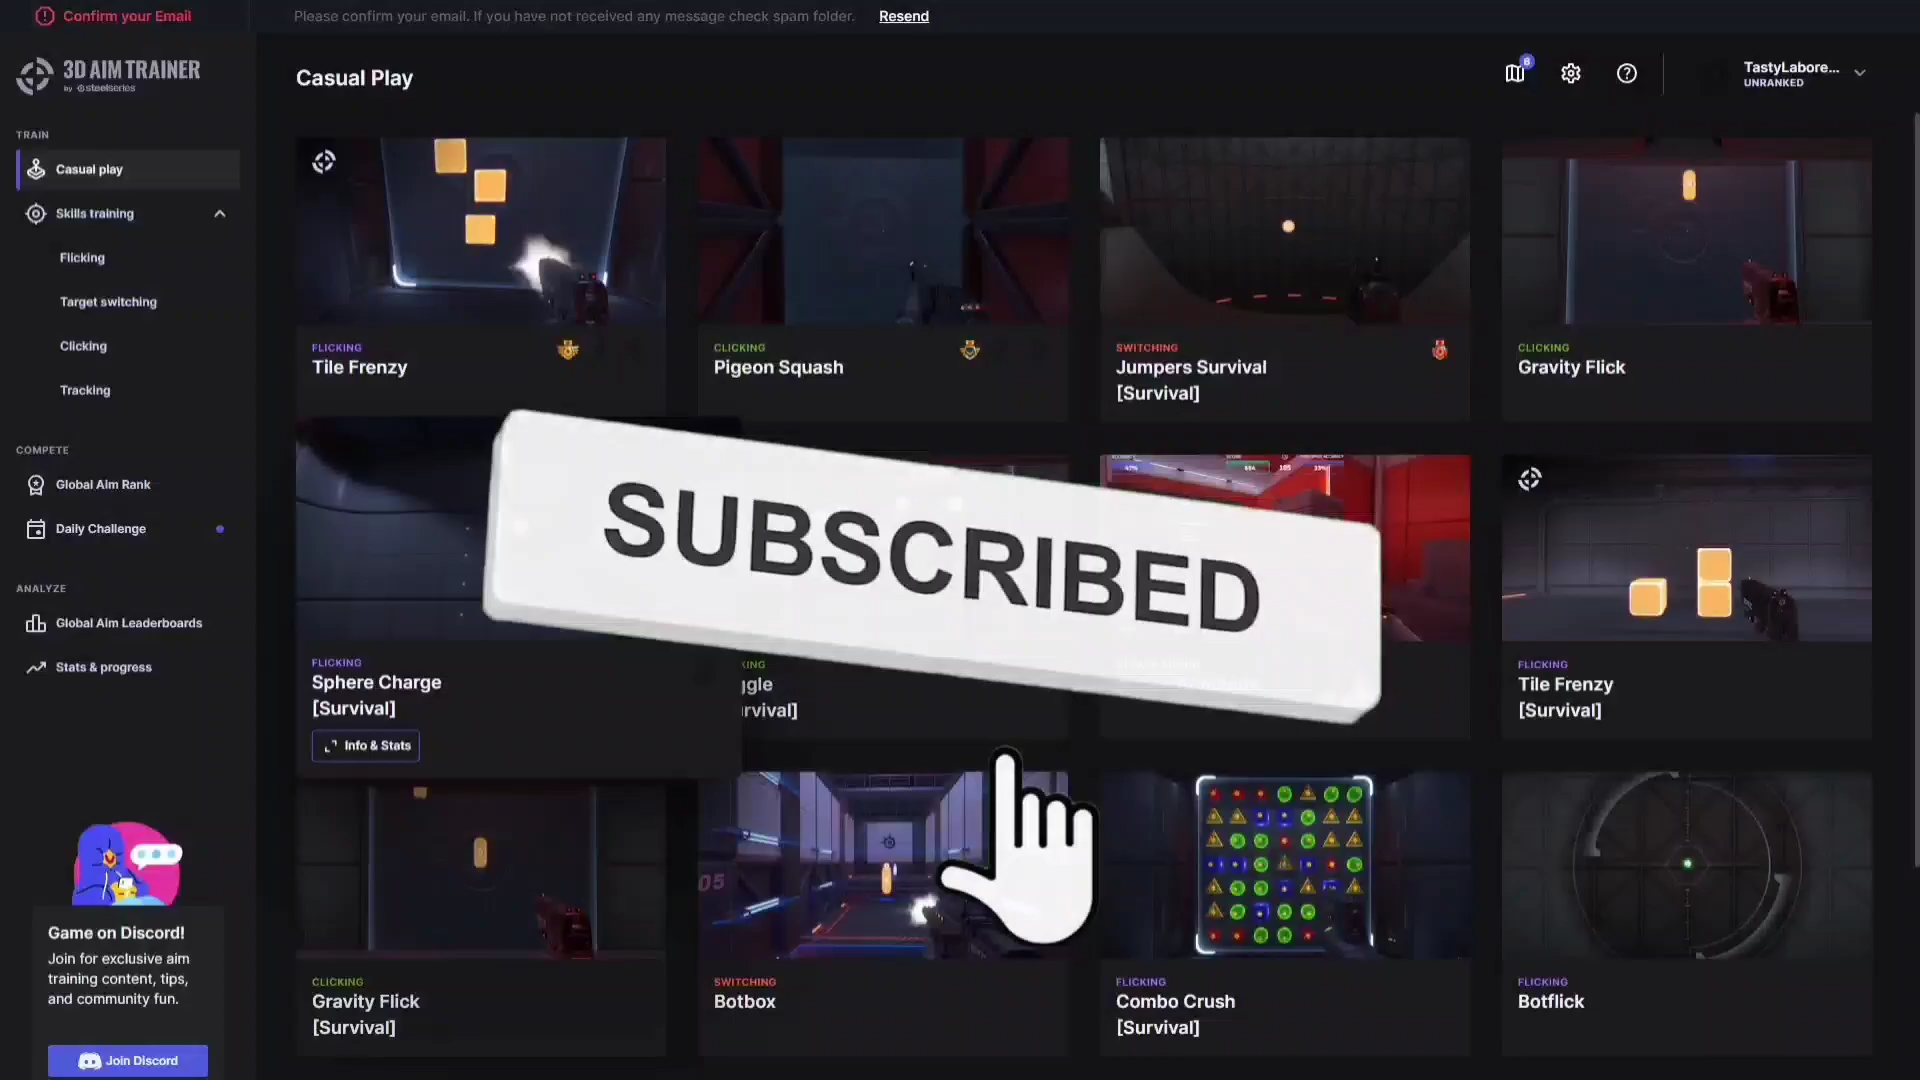 Confirm your Email
Please confirm your email. If you have not received any message check spam folder.
Resend
3D AIM TRAINER
by steelseries
Casual Play
8
TastyLabore...
UNRANKED
TRAIN
Casual play
Skills training
Flicking
Target switching
Clicking
Tracking
COMPETE
Global Aim Rank
Daily Challenge
ANALYZE
Global Aim Leaderboards
Stats & progress
Game on Discord!
Join for exclusive aim
training content, tips,
and community fun.
Join Discord
FLICKING
Tile Frenzy
CLICKING
Pigeon Squash
SWITCHING
Jumpers Survival
[Survival]
CLICKING
Gravity Flick
SUBSCRIBED
FLICKING
Sphere Charge
[Survival]
Info & Stats
FLICKING
Tile Frenzy
[Survival]
CLICKING
Gravity Flick
[Survival]
05
SWITCHING
Botbox
FLICKING
Combo Crush
[Survival]
FLICKING
Botflick